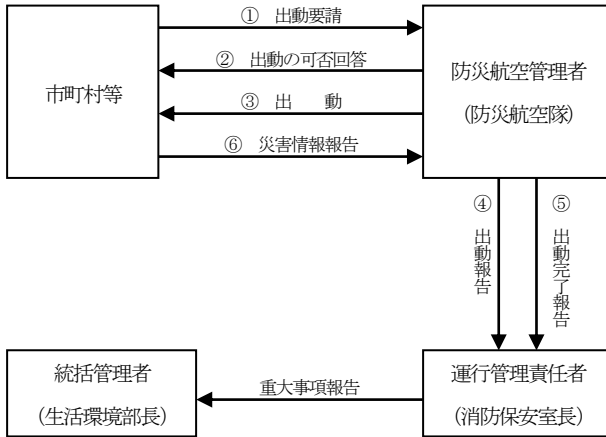 ① 出動要請
② 出動の可否回答
市町村等
防災航空管理者
(防災航空隊)
③ 出　　動
⑥ 災害情報報告
④ 出動報告
⑤ 出動完了報告
統括管理者
(生活環境部長)
重大事項報告
運行管理責任者
(消防保安室長)